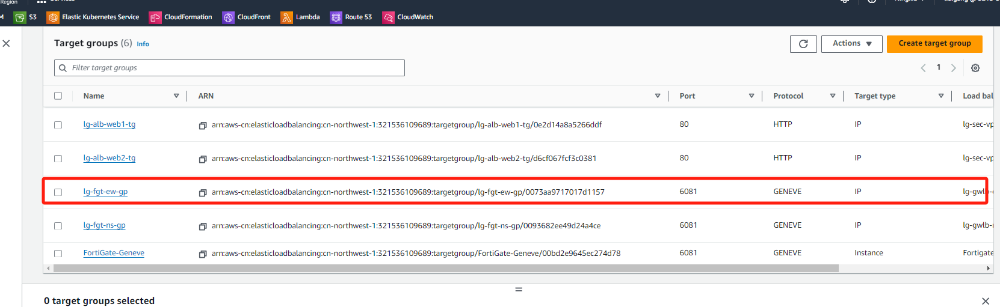 Region
S3 Elastic Kubernetes Service CloudFormation CloudFront Lambda Route 53 CloudWatch
Target groups (6) Info
Actions Create target group
Filter target groups
1
Name ARN Port Protocol Target type Load bal
lg-alb-web1-tg arn:aws-cn:elasticloadbalancing:cn-northwest-1:321536109689:targetgroup/lg-alb-web1-tg/0e2d14a8a5266ddf 80 HTTP IP lg-sec-vp
lg-alb-web2-tg arn:aws-cn:elasticloadbalancing:cn-northwest-1:321536109689:targetgroup/lg-alb-web2-tg/d6cf067fcf3c0381 80 HTTP IP lg-sec-vp
lg-fgt-ew-gp arn:aws-cn:elasticloadbalancing:cn-northwest-1:321536109689:targetgroup/lg-fgt-ew-gp/0073aa9717017d1157 6081 GENEVE IP lg-gwlb-
lg-fgt-ns-gp arn:aws-cn:elasticloadbalancing:cn-northwest-1:321536109689:targetgroup/lg-fgt-ns-gp/0093682ee49d24a4ce 6081 GENEVE IP lg-gwlb-
FortiGate-Geneve arn:aws-cn:elasticloadbalancing:cn-northwest-1:321536109689:targetgroup/FortiGate-Geneve/00bd2e9645ec274d78 6081 GENEVE Instance Fortigate
0 target groups selected